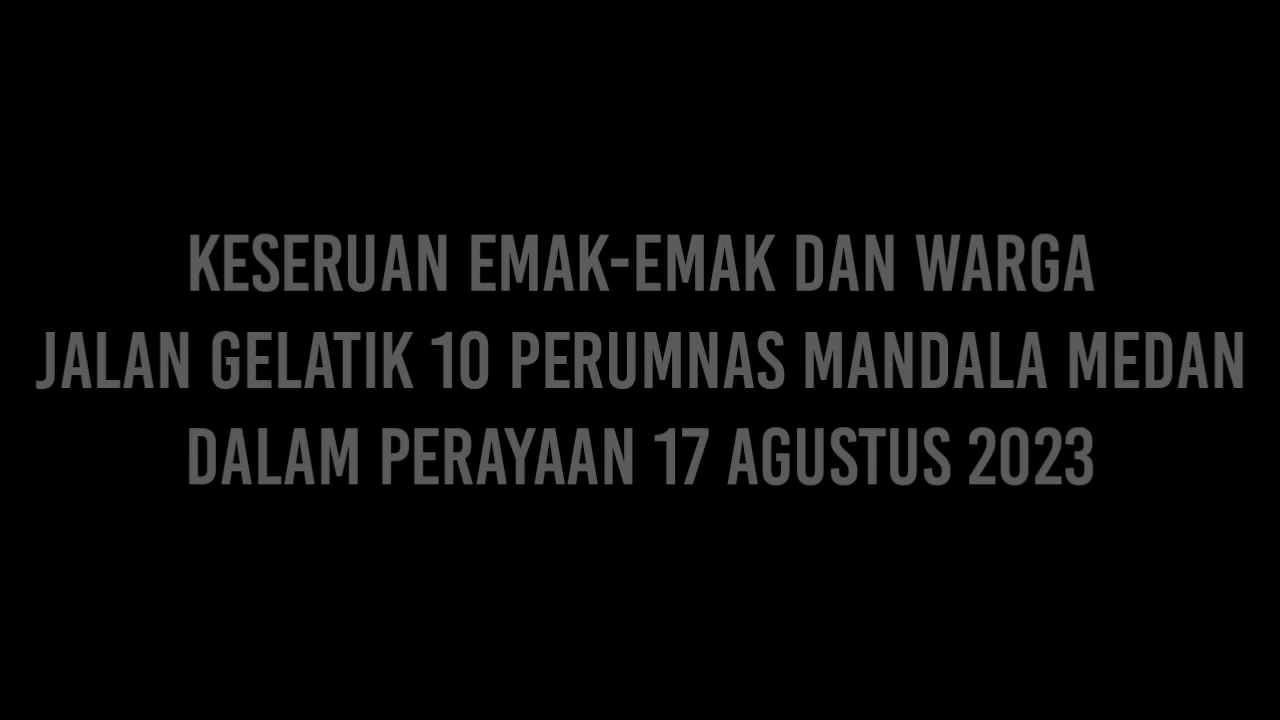 KESERUAN EMAK-EMAK DAN WARGA
JALAN GELATIK 10 PERUMNAS MANDALA MEDAN
DALAM PERAYAAN 17 AGUSTUS 2023